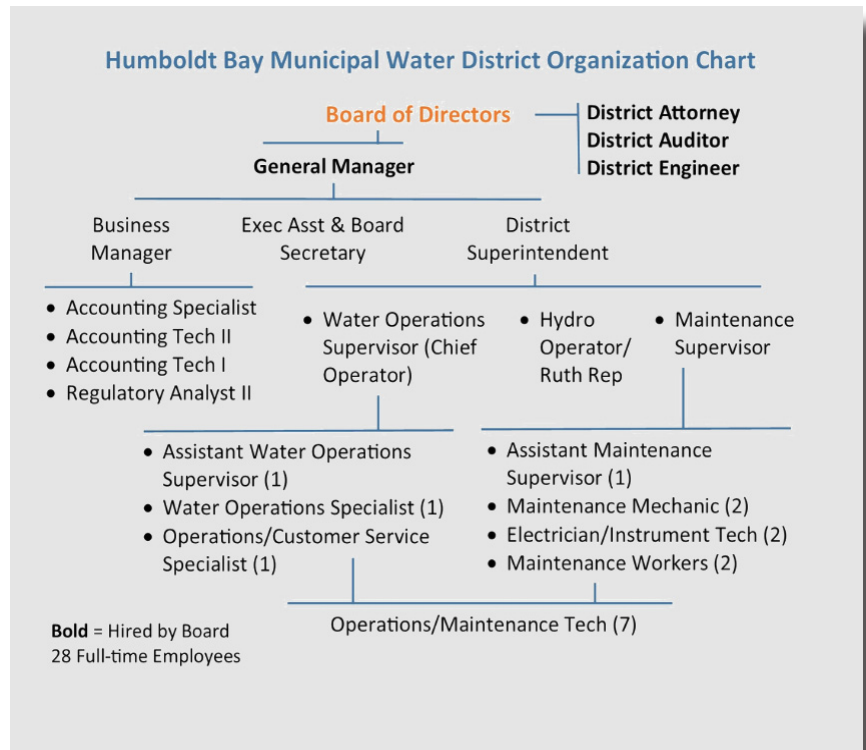 Humboldt Bay Municipal Water District Organization Chart
Board of Directors
District Attorney
District Auditor
District Engineer
General Manager
Business
Manager
Exec Asst & Board
Secretary
District
Superintendent
• Accounting Specialist
• Accounting Tech II
• Accounting Tech I
• Regulatory Analyst II
• Water Operations
Supervisor (Chief
Operator)
• Hydro
Operator/
Ruth Rep
• Maintenance
Supervisor
• Assistant Water Operations
Supervisor (1)
• Water Operations Specialist (1)
• Operations/Customer Service
Specialist (1)
• Assistant Maintenance
Supervisor (1)
• Maintenance Mechanic (2)
• Electrician/Instrument Tech (2)
• Maintenance Workers (2)
Operations/Maintenance Tech (7)
Bold = Hired by Board
28 Full-time Employees